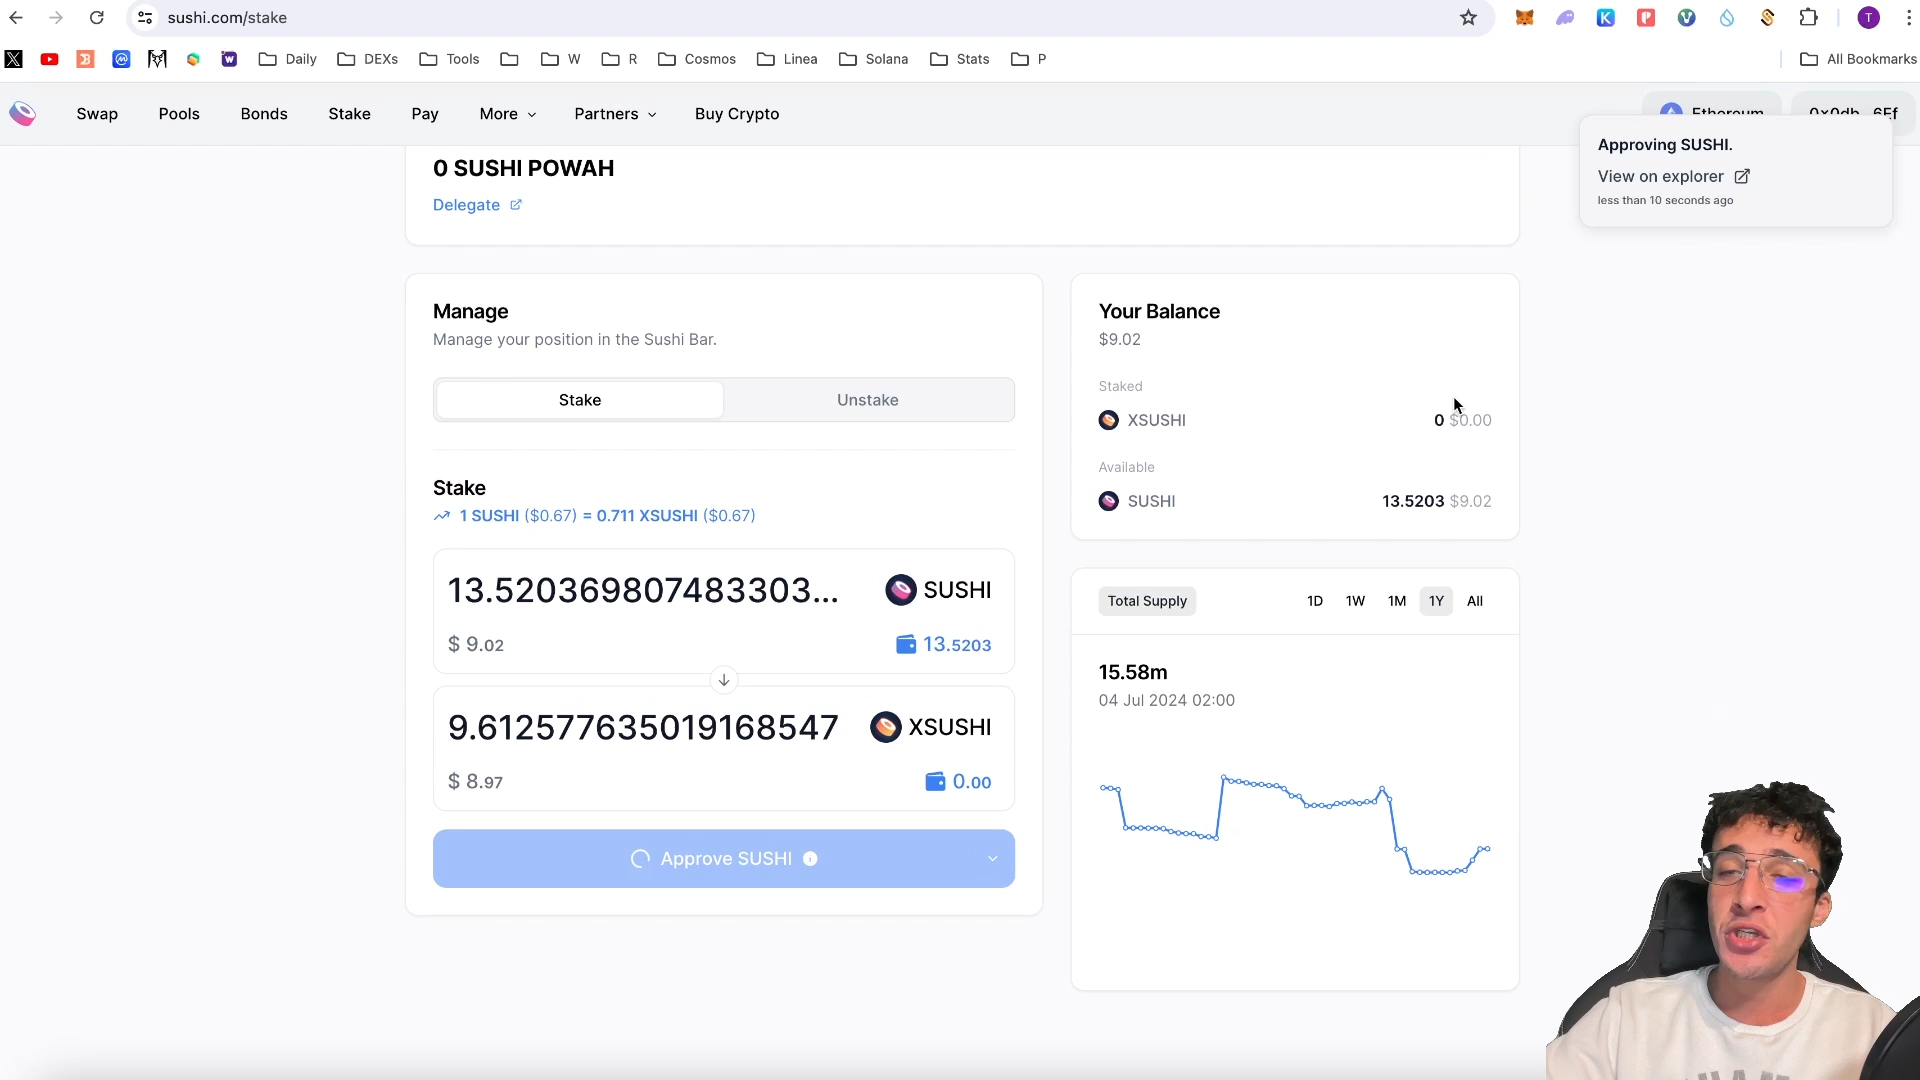 sushi.com/stake
T
Daily
DEXs
Tools
W
R
Cosmos
Linea
Solana
Stats
P
All Bookmarks
Swap
Pools
Bonds
Stake
Pay
More
Partners
Buy Crypto
Ethereum
0x0db...6Ef
Approving SUSHI.
View on explorer
less than 10 seconds ago
0 SUSHI POWAH
Delegate
Manage
Manage your position in the Sushi Bar.
Stake
Unstake
Stake
1 SUSHI ($0.67) = 0.711 XSUSHI ($0.67)
13.520369807483303...
SUSHI
$ 9.02
13.5203
9.612577635019168547
XSUSHI
$ 8.97
0.00
Approve SUSHI
Your Balance
$9.02
Staked
XSUSHI
0 $0.00
Available
SUSHI
13.5203 $9.02
Total Supply
1D
1W
1M
1Y
All
15.58m
04 Jul 2024 02:00